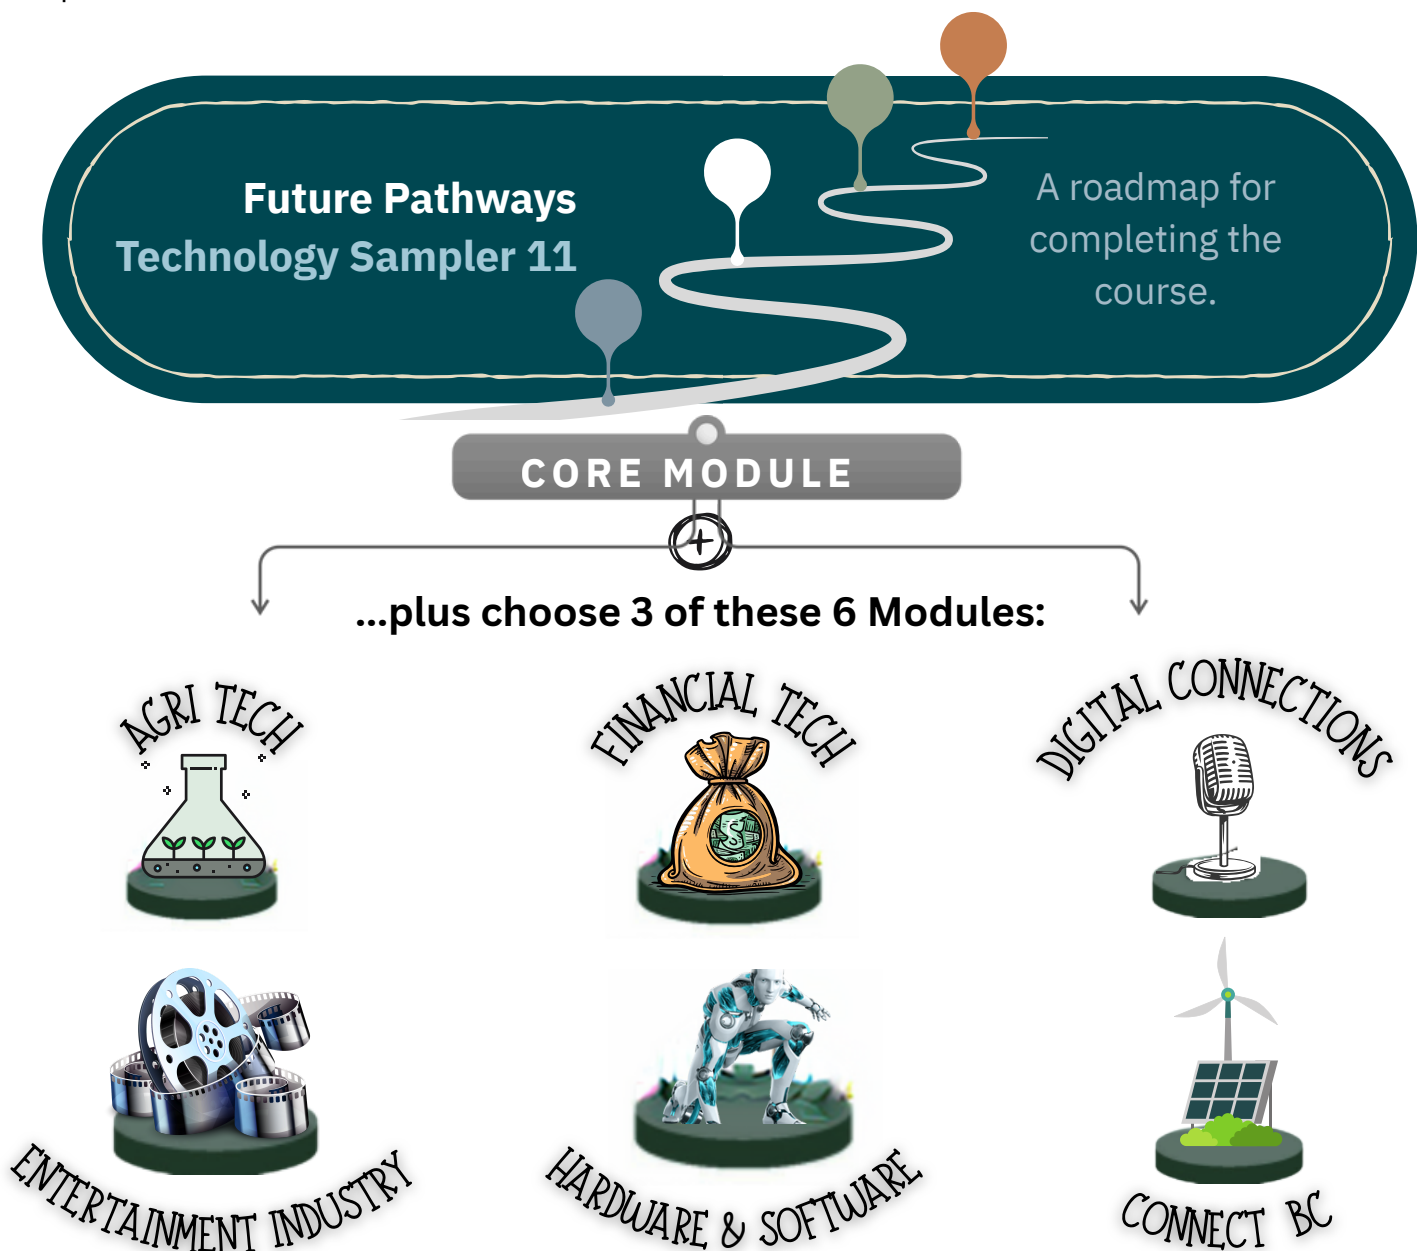 Future Pathways
Technology Sampler 11
A roadmap for
completing the
course.
CORE MODULE
+
...plus choose 3 of these 6 Modules:
AGRI TECH
FINANCIAL TECH
DIGITAL CONNECTIONS
$
ENTERTAINMENT INDUSTRY
HARDWARE & SOFTWARE
CONNECT BC